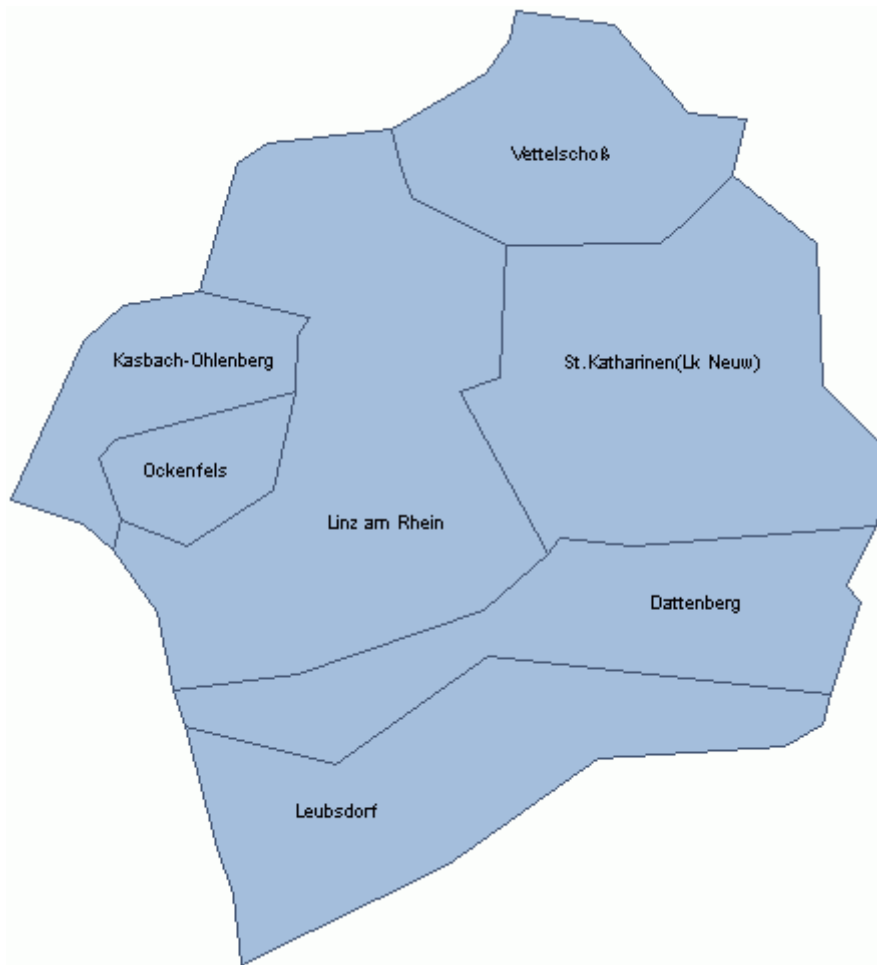 Vettelschoß
Kasbach-Ohlenberg
St.Katharinen(Lk Neuw)
Ockenfels
Linz am Rhein
Dattenberg
Leubsdorf